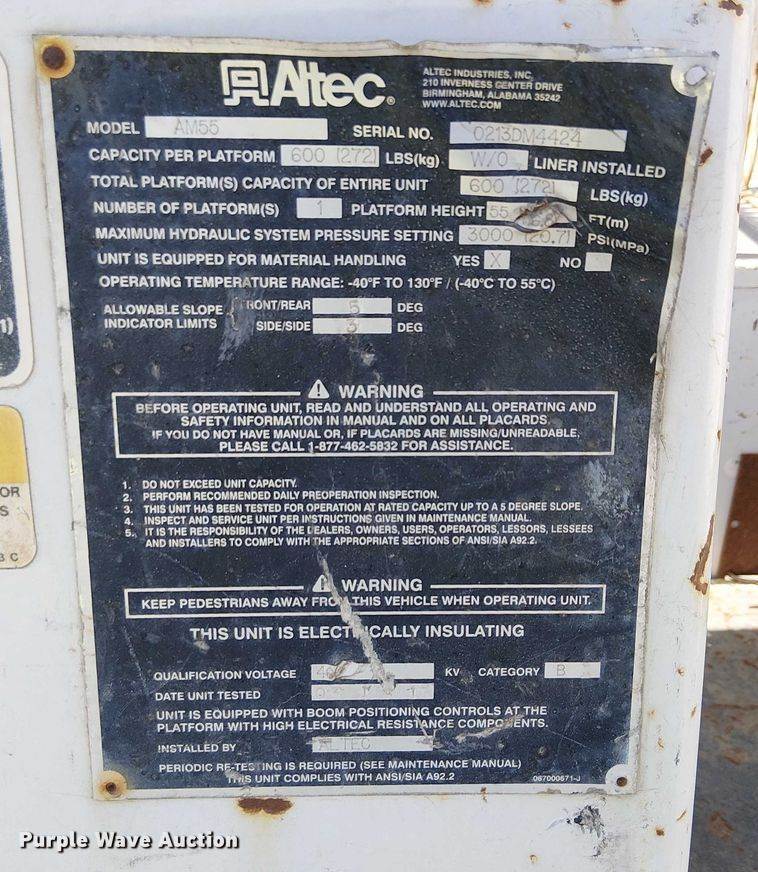 Altec®
ALTEC INDUSTRIES, INC.
210 INVERNESS CENTER DRIVE
BIRMINGHAM, ALABAMA 35242
WWW.ALTEC.COM
MODEL AM55 SERIAL NO. 0213DM4424
CAPACITY PER PLATFORM 600 [272] LBS(kg) W/O LINER INSTALLED
TOTAL PLATFORM(S) CAPACITY OF ENTIRE UNIT 600 [272] LBS(kg)
NUMBER OF PLATFORM(S) 1 PLATFORM HEIGHT 55 FT(m)
MAXIMUM HYDRAULIC SYSTEM PRESSURE SETTING 3000 [20.7] PSI(MPa)
UNIT IS EQUIPPED FOR MATERIAL HANDLING YES X NO
OPERATING TEMPERATURE RANGE: -40°F TO 130°F / (-40°C TO 55°C)
ALLOWABLE SLOPE INDICATOR LIMITS { FRONT/REAR 5 DEG
SIDE/SIDE 3 DEG
⚠ WARNING
BEFORE OPERATING UNIT, READ AND UNDERSTAND ALL OPERATING AND
SAFETY INFORMATION IN MANUAL AND ON ALL PLACARDS.
IF YOU DO NOT HAVE MANUAL OR, IF PLACARDS ARE MISSING/UNREADABLE,
PLEASE CALL 1-877-462-5832 FOR ASSISTANCE.
1. DO NOT EXCEED UNIT CAPACITY.
2. PERFORM RECOMMENDED DAILY PREOPERATION INSPECTION.
3. THIS UNIT HAS BEEN TESTED FOR OPERATION AT RATED CAPACITY UP TO A 5 DEGREE SLOPE.
4. INSPECT AND SERVICE UNIT PER INSTRUCTIONS GIVEN IN MAINTENANCE MANUAL.
5. IT IS THE RESPONSIBILITY OF THE DEALERS, OWNERS, USERS, OPERATORS, LESSORS, LESSEES
AND INSTALLERS TO COMPLY WITH THE APPROPRIATE SECTIONS OF ANSI/SIA A92.2.
⚠ WARNING
KEEP PEDESTRIANS AWAY FROM THIS VEHICLE WHEN OPERATING UNIT.
THIS UNIT IS ELECTRICALLY INSULATING
QUALIFICATION VOLTAGE KV CATEGORY B
DATE UNIT TESTED
UNIT IS EQUIPPED WITH BOOM POSITIONING CONTROLS AT THE
PLATFORM WITH HIGH ELECTRICAL RESISTANCE COMPONENTS.
INSTALLED BY ALTEC
PERIODIC RE-TESTING IS REQUIRED (SEE MAINTENANCE MANUAL)
THIS UNIT COMPLIES WITH ANSI/SIA A92.2
067000671-J
1)
OR
S
3 C
Purple Wave Auction